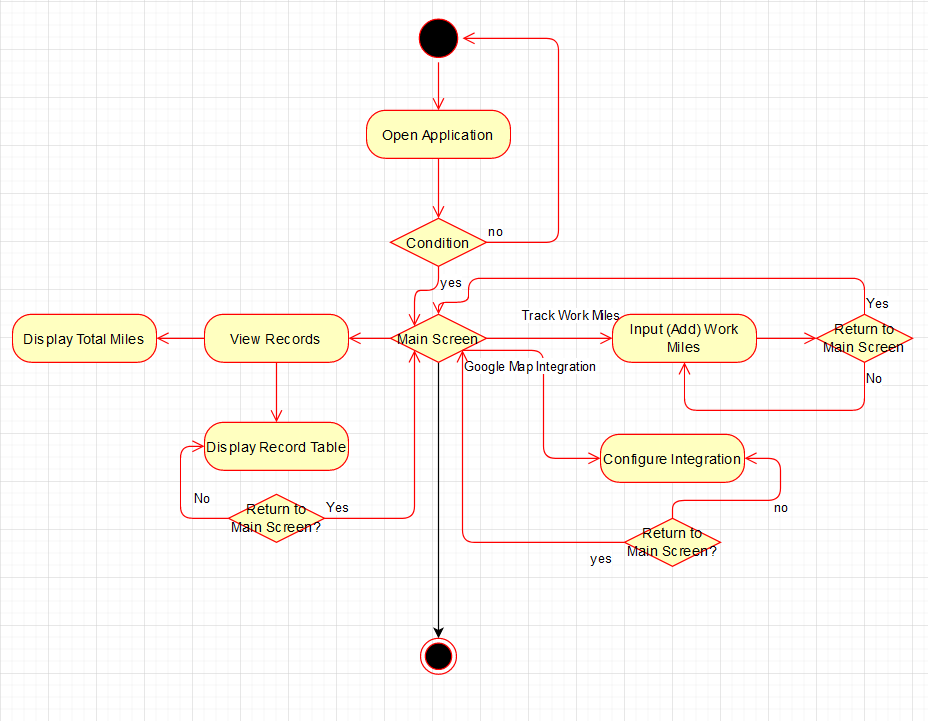 Open Application
Condition
no
yes
Track Work Miles
Yes
Display Total Miles
View Records
Main Screen
Input (Add) Work
Miles
Return to
Main Screen
Google Map Integration
No
Display Record Table
Configure Integration
No
Return to
Main Screen?
Yes
no
Return to
Main Screen?
yes